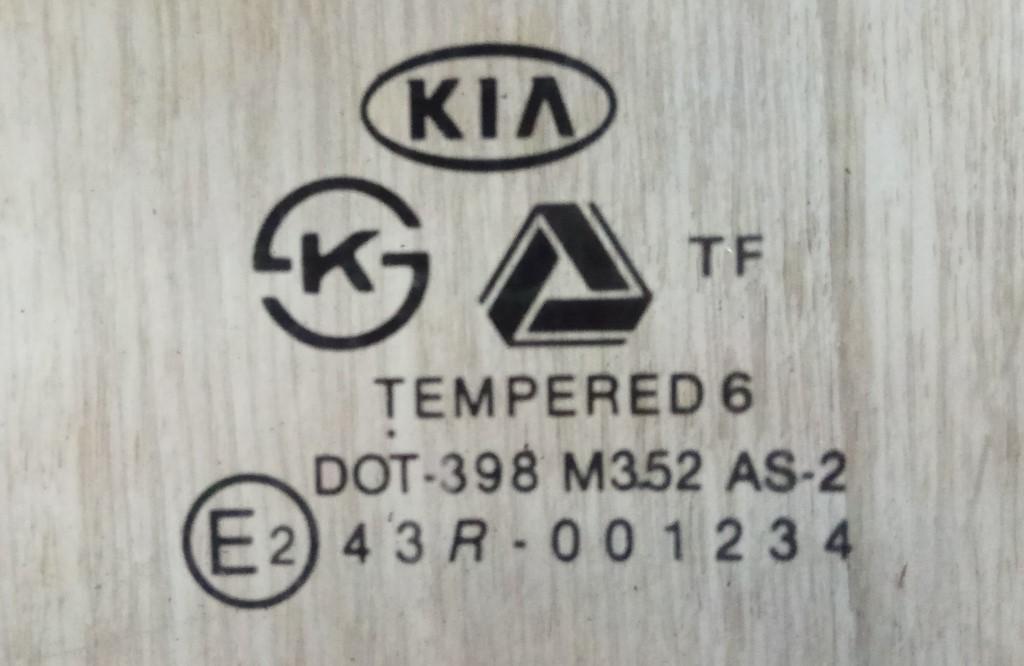 KIA
K TF
TEMPERED 6
DOT-398 M352 AS-2
E2 43R-001234